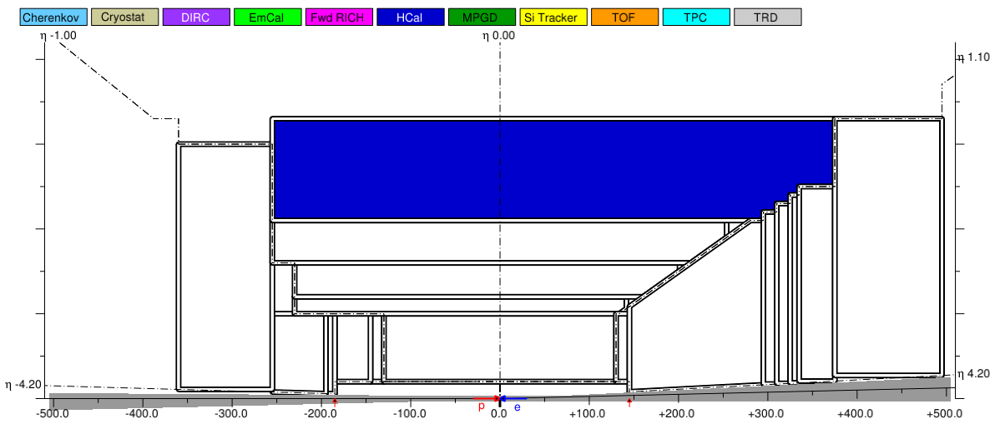 Cherenkov Cryostat DIRC EmCal Fwd RICH HCal MPGD Si Tracker TOF TPC TRD
η -1.00 η 0.00
η 1.10
η -4.20 η 4.20
-500.0 -400.0 -300.0 -200.0 -100.0 0.0 +100.0 +200.0 +300.0 +400.0 +500.0
p e